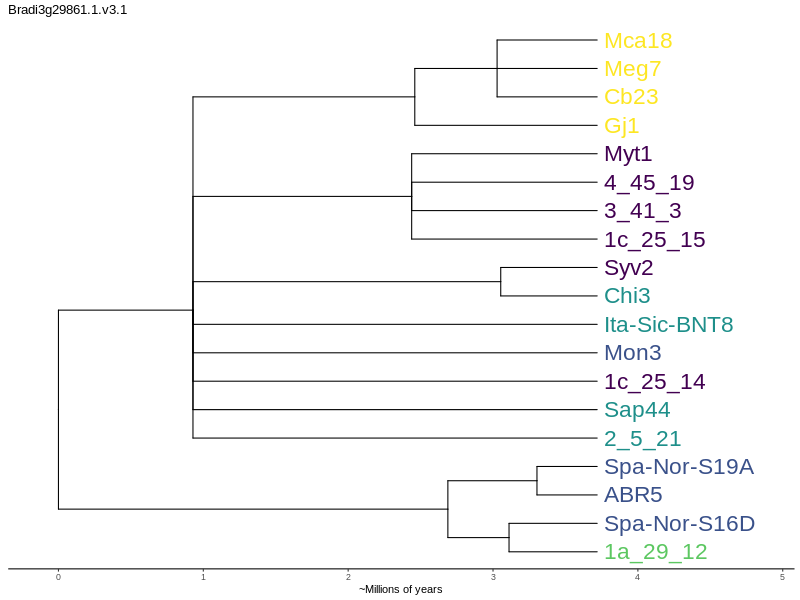 Bradi3g29861.1.v3.1
Mca18
Meg7
Cb23
Gj1
Myt1
4_45_19
3_41_3
1c_25_15
Syv2
Chi3
Ita-Sic-BNT8
Mon3
1c_25_14
Sap44
2_5_21
Spa-Nor-S19A
ABR5
Spa-Nor-S16D
1a_29_12
0 1 2 3 4 5
~Millions of years